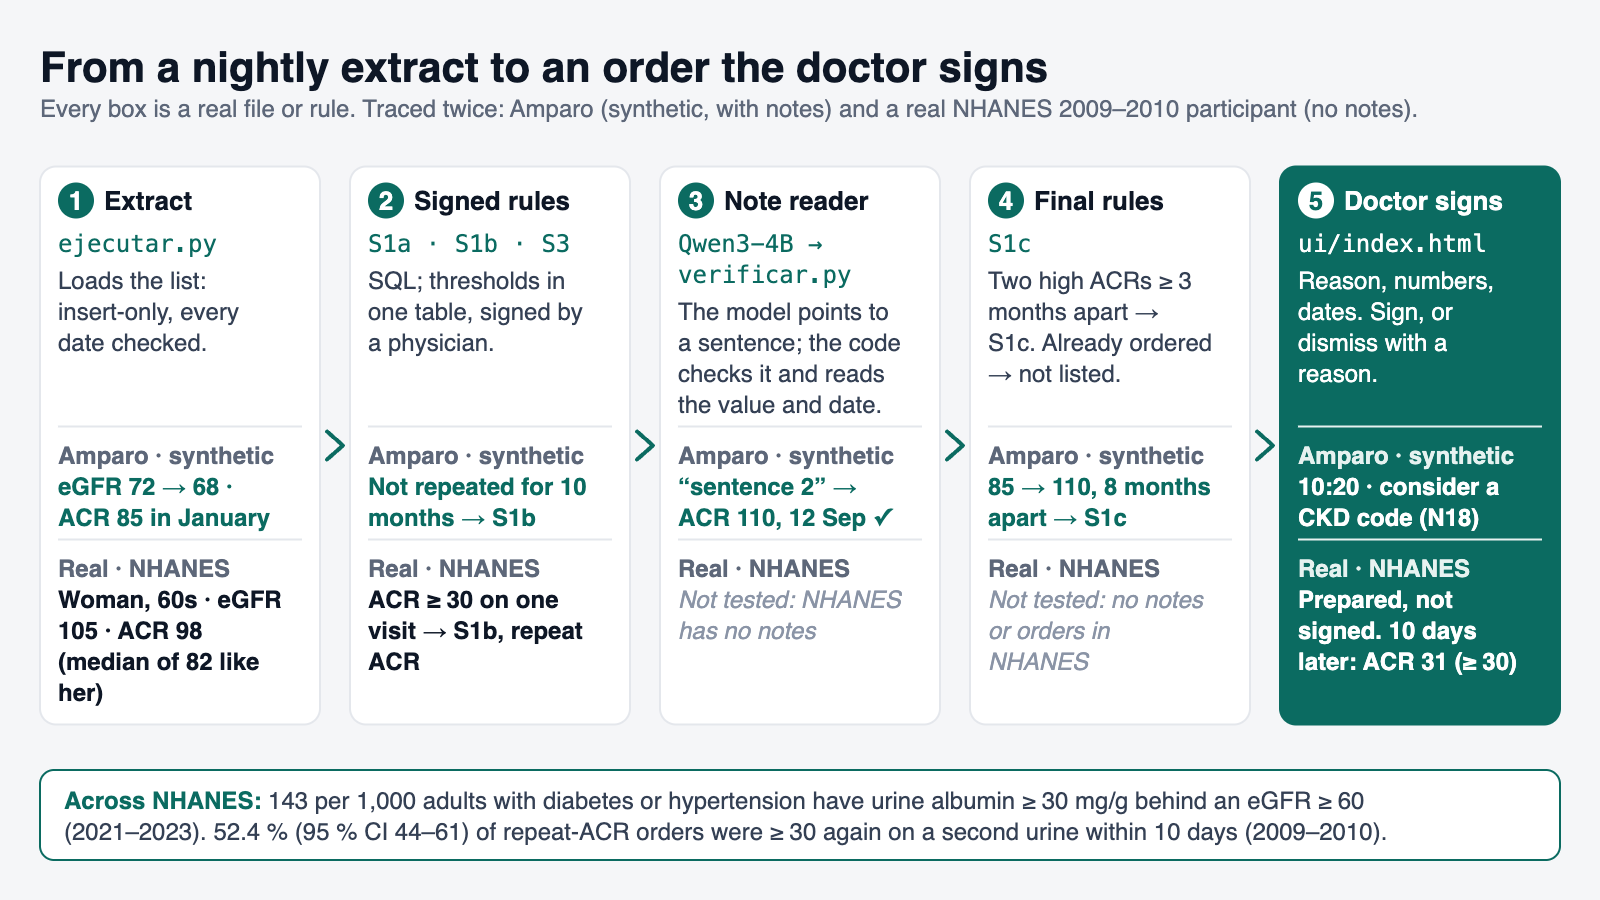 From a nightly extract to an order the doctor signs
Every box is a real file or rule. Traced twice: Amparo (synthetic, with notes) and a real NHANES 2009–2010 participant (no notes).
1 Extract
ejecutar.py
Loads the list:
insert-only, every
date checked.
Amparo · synthetic
eGFR 72 → 68 ·
ACR 85 in January
Real · NHANES
Woman, 60s · eGFR
105 · ACR 98
(median of 82 like
her)
2 Signed rules
S1a · S1b · S3
SQL; thresholds in
one table, signed by
a physician.
Amparo · synthetic
Not repeated for 10
months → S1b
Real · NHANES
ACR ≥ 30 on one
visit → S1b, repeat
ACR
3 Note reader
Qwen3-4B →
verificar.py
The model points to
a sentence; the code
checks it and reads
the value and date.
Amparo · synthetic
“sentence 2” →
ACR 110, 12 Sep ✓
Real · NHANES
Not tested: NHANES
has no notes
4 Final rules
S1c
Two high ACRs ≥ 3
months apart →
S1c. Already ordered
→ not listed.
Amparo · synthetic
85 → 110, 8 months
apart → S1c
Real · NHANES
Not tested: no notes
or orders in
NHANES
5 Doctor signs
ui/index.html
Reason, numbers,
dates. Sign, or
dismiss with a
reason.
Amparo · synthetic
10:20 · consider a
CKD code (N18)
Real · NHANES
Prepared, not
signed. 10 days
later: ACR 31 (≥ 30)
Across NHANES: 143 per 1,000 adults with diabetes or hypertension have urine albumin ≥ 30 mg/g behind an eGFR ≥ 60
(2021–2023). 52.4 % (95 % CI 44–61) of repeat-ACR orders were ≥ 30 again on a second urine within 10 days (2009–2010).